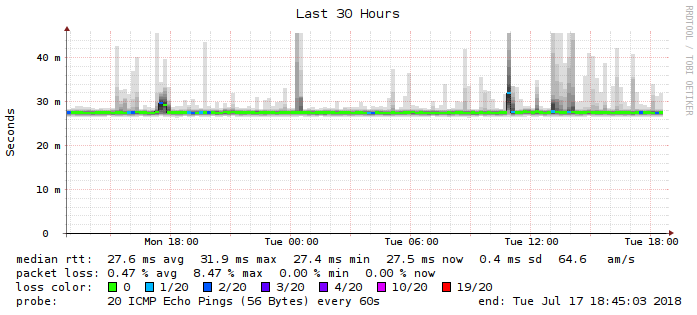 Last 30 Hours
RRDTOOL / TOBI OETIKER
Seconds
40 m
30 m
20 m
10 m
0
Mon 18:00 Tue 00:00 Tue 06:00 Tue 12:00 Tue 18:00
median rtt: 27.6 ms avg 31.9 ms max 27.4 ms min 27.5 ms now 0.4 ms sd 64.6 am/s
packet loss: 0.47 % avg 8.47 % max 0.00 % min 0.00 % now
loss color: 0 1/20 2/20 3/20 4/20 10/20 19/20
probe: 20 ICMP Echo Pings (56 Bytes) every 60s end: Tue Jul 17 18:45:03 2018